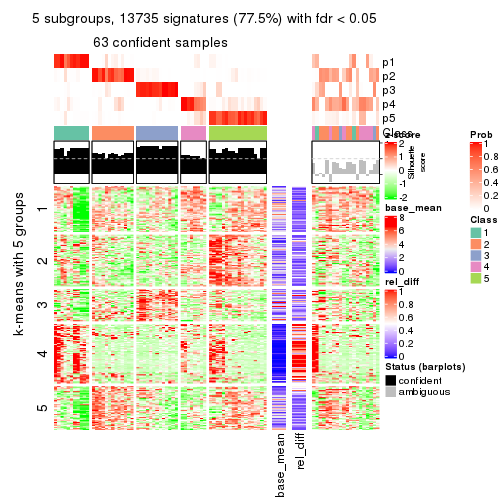 5 subgroups, 13735 signatures (77.5%) with fdr < 0.05
63 confident samples
p1
p2
p3
p4
p5
Class
Silhouette
score
k-means with 5 groups
1
2
3
4
5
base_mean
rel_diff
z-score
2
1
0
-1
-2
base_mean
8
6
4
2
0
rel_diff
1
0.8
0.6
0.4
0.2
0
Status (barplots)
confident
ambiguous
Prob
1
0.8
0.6
0.4
0.2
0
Class
1
2
3
4
5